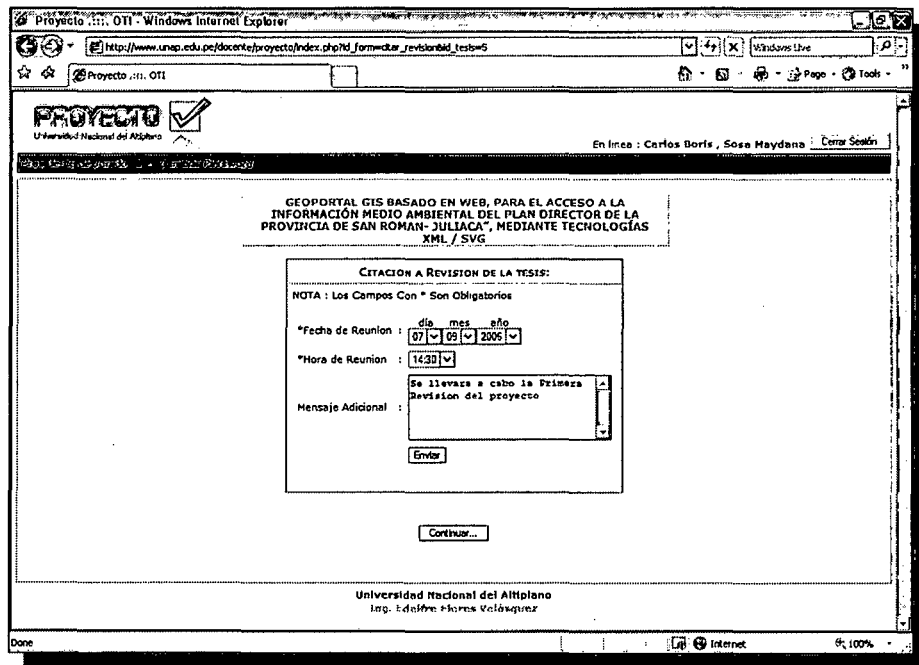 Proyecto .:::. OTI - Windows Internet Explorer
http://www.unap.edu.pe/docente/proyecto/index.php?id_form=citar_revision&id_tesis=5
Windows Live
Proyecto .:::. OTI
Page
Tools
PROYECTO
Universidad Nacional del Altiplano
En linea : Carlos Boris , Sosa Maydana
Cerrar Sesión
GEOPORTAL GIS BASADO EN WEB, PARA EL ACCESO A LA
INFORMACIÓN MEDIO AMBIENTAL DEL PLAN DIRECTOR DE LA
PROVINCIA DE SAN ROMAN- JULIACA", MEDIANTE TECNOLOGÍAS
XML / SVG
CITACION A REVISION DE LA TESIS:
NOTA : Los Campos Con * Son Obligatorios
día mes año
*Fecha de Reunion : 07 09 2006
*Hora de Reunion : 14:30
Se llevara a cabo la Primera
Revision del proyecto
Mensaje Adicional :
Enviar
Continuar...
Universidad Nacional del Altiplano
Ing. Edelfre Flores Velásquez
Done
Internet
100%